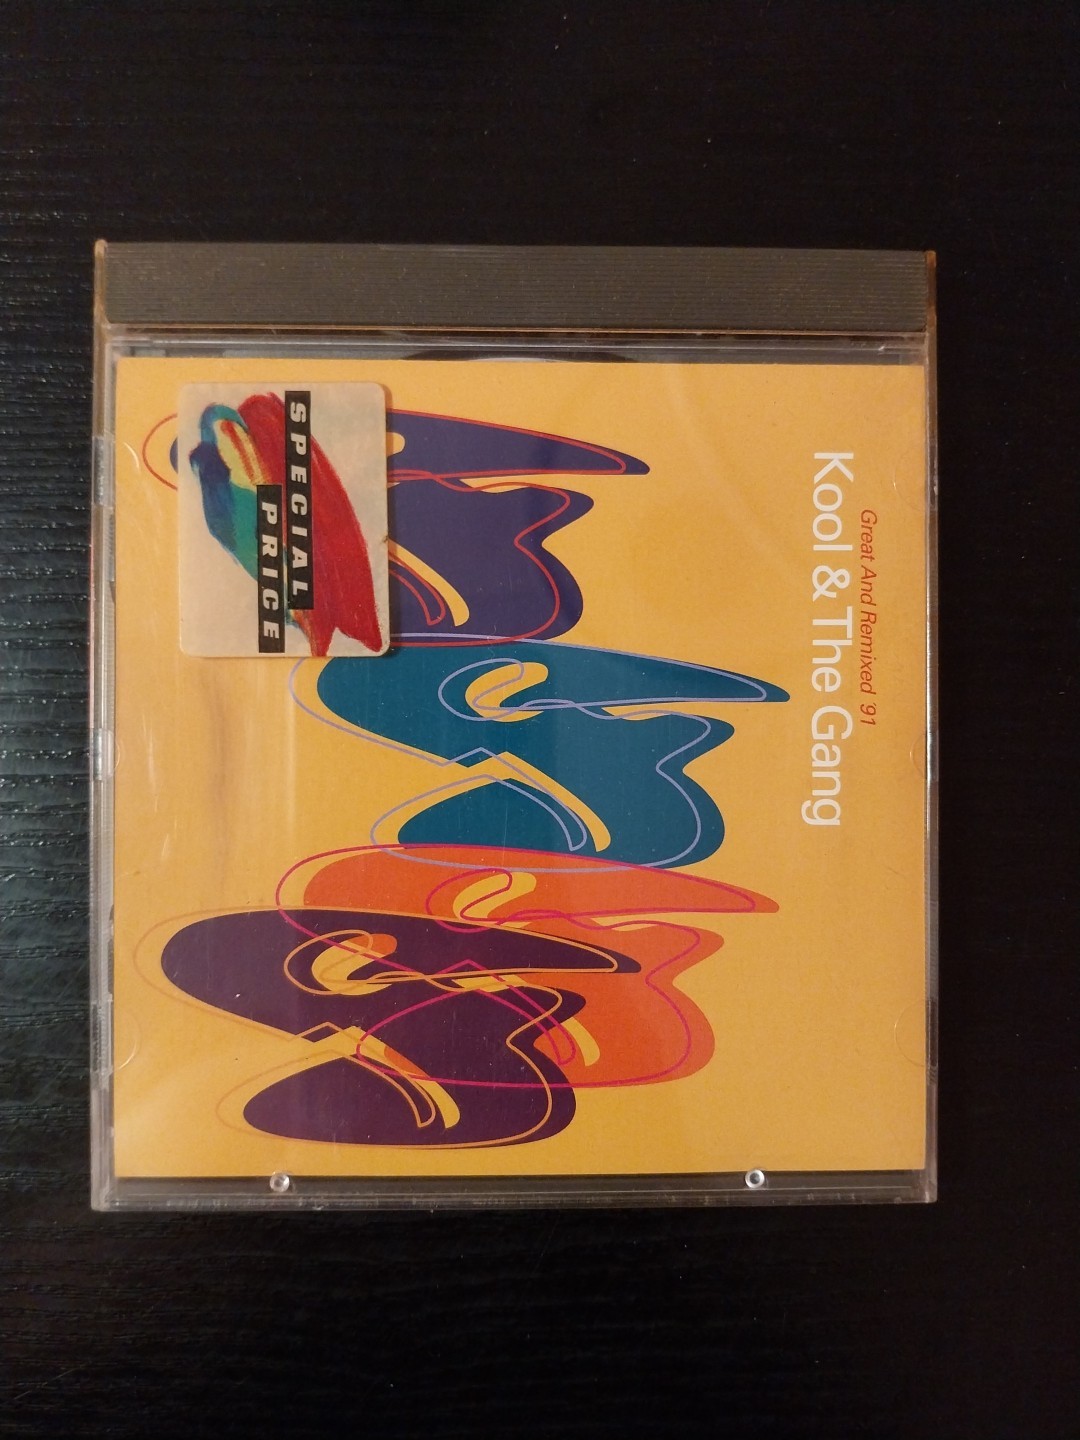 Great And Remixed '91
Kool & The Gang
SPECIAL
PRICE